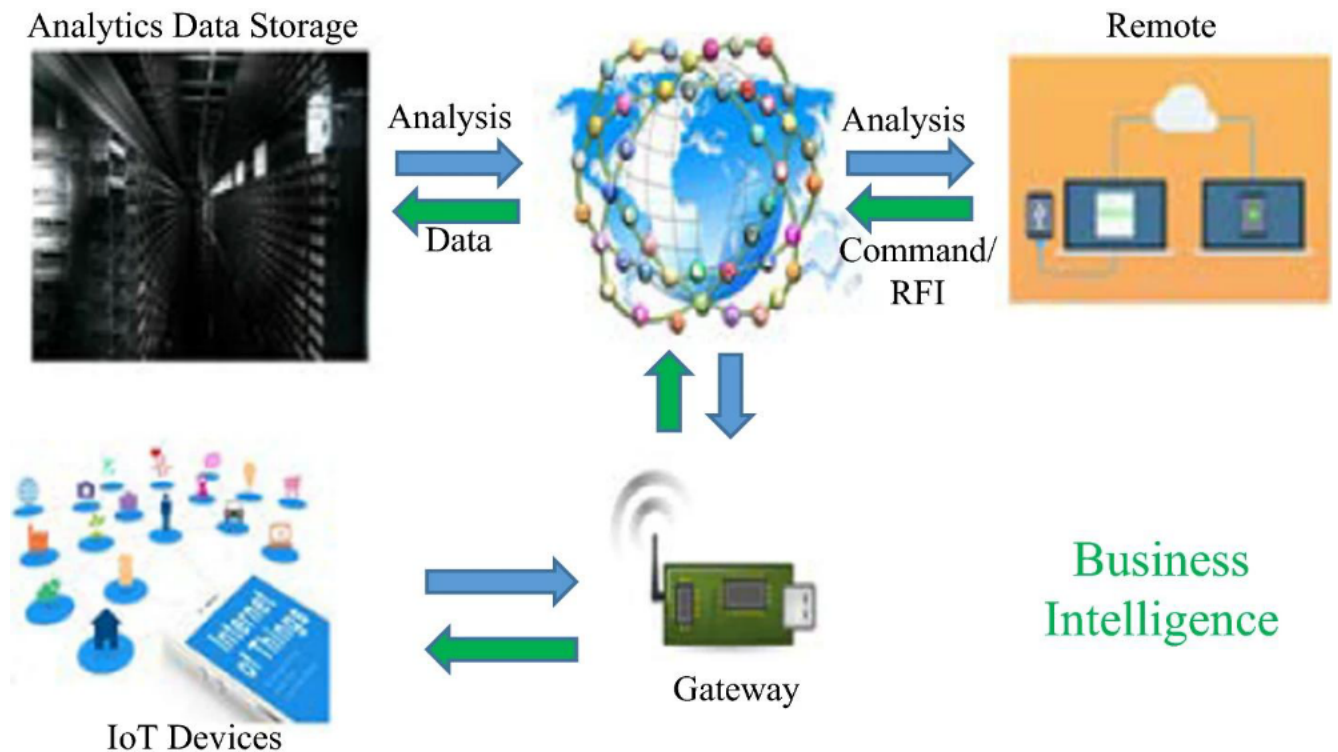 Analytics Data Storage
Remote
Analysis
Analysis
Data
Command/
RFI
Internet
of Things
Business
Intelligence
Gateway
IoT Devices